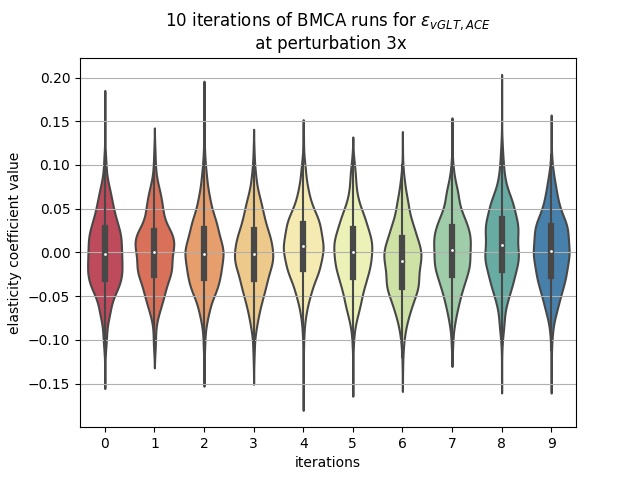 10 iterations of BMCA runs for ε_{vGLT, ACE}
at perturbation 3x
0.20
0.15
0.10
0.05
0.00
−0.05
−0.10
−0.15
elasticity coefficient value
0 1 2 3 4 5 6 7 8 9
iterations